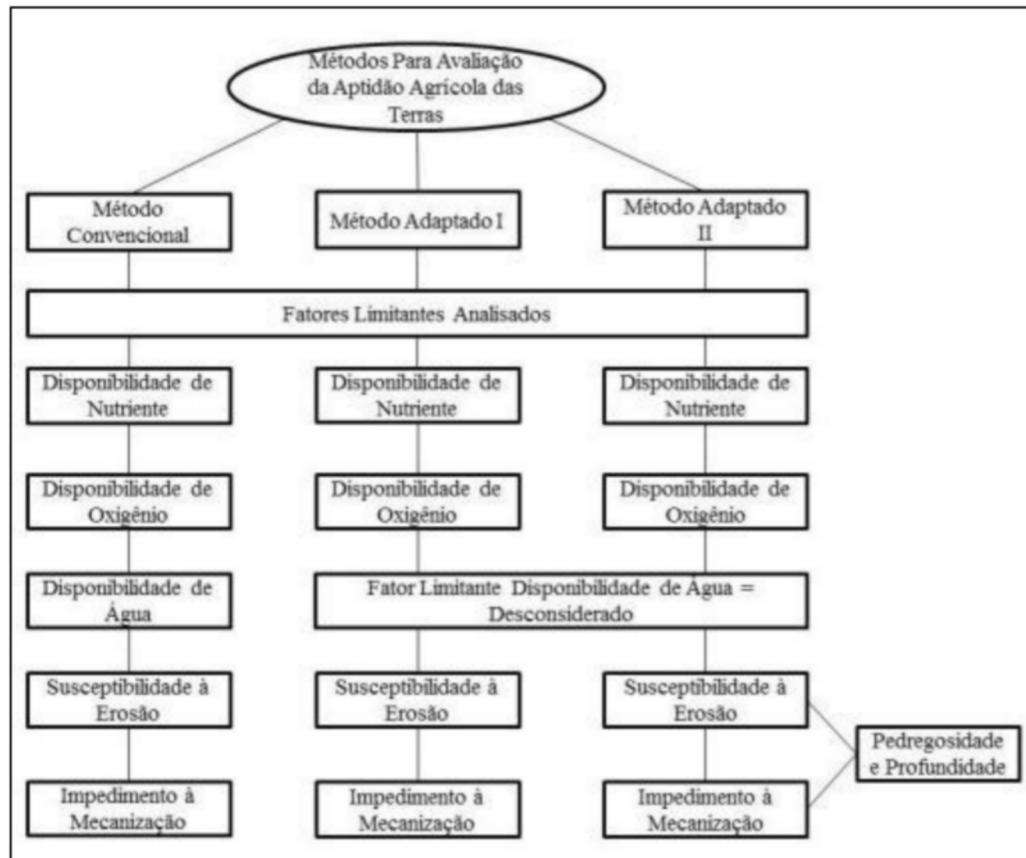 Métodos Para Avaliação
da Aptidão Agrícola das
Terras
Método
Convencional
Método Adaptado I
Método Adaptado
II
Fatores Limitantes Analisados
Disponibilidade de
Nutriente
Disponibilidade de
Nutriente
Disponibilidade de
Nutriente
Disponibilidade de
Oxigênio
Disponibilidade de
Oxigênio
Disponibilidade de
Oxigênio
Disponibilidade de
Água
Fator Limitante Disponibilidade de Água =
Desconsiderado
Susceptibilidade à
Erosão
Susceptibilidade à
Erosão
Susceptibilidade à
Erosão
Pedregosidade
e Profundidade
Impedimento à
Mecanização
Impedimento à
Mecanização
Impedimento à
Mecanização